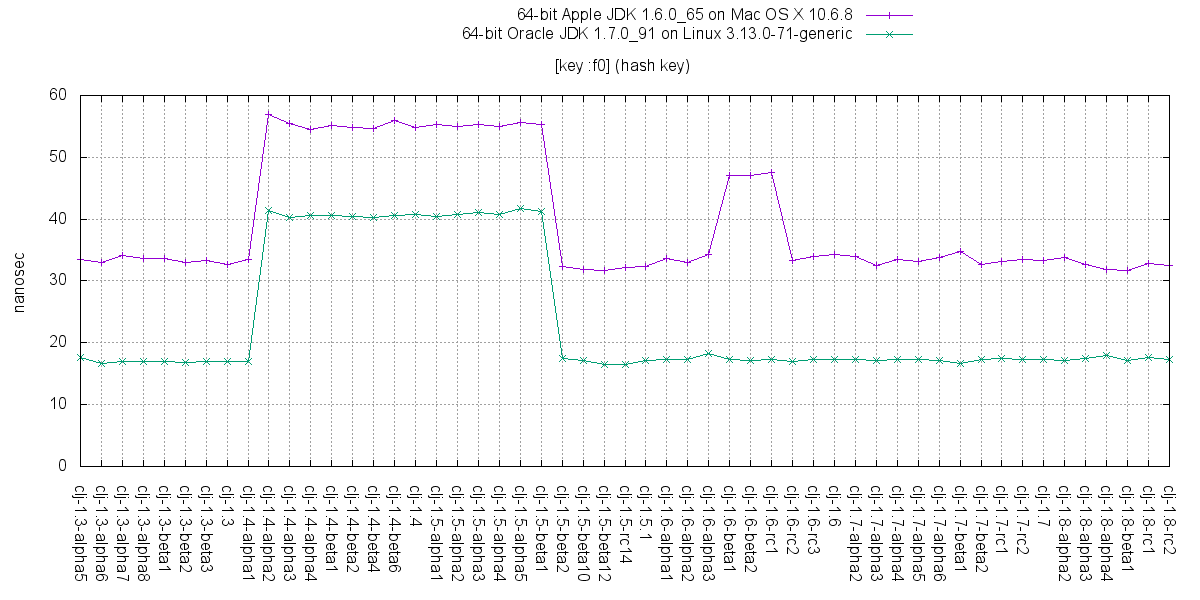 64-bit Apple JDK 1.6.0_65 on Mac OS X 10.6.8
64-bit Oracle JDK 1.7.0_91 on Linux 3.13.0-71-generic
[key :f0] (hash key)
nanosec
60
50
40
30
20
10
0
clj-1.3-alpha5
clj-1.3-alpha6
clj-1.3-alpha7
clj-1.3-alpha8
clj-1.3-beta1
clj-1.3-beta2
clj-1.3-beta3
clj-1.3
clj-1.4-alpha1
clj-1.4-alpha2
clj-1.4-alpha3
clj-1.4-alpha4
clj-1.4-beta1
clj-1.4-beta2
clj-1.4-beta4
clj-1.4-beta6
clj-1.4
clj-1.5-alpha1
clj-1.5-alpha2
clj-1.5-alpha3
clj-1.5-alpha4
clj-1.5-alpha5
clj-1.5-beta1
clj-1.5-beta2
clj-1.5-beta10
clj-1.5-beta12
clj-1.5-rc14
clj-1.5.1
clj-1.6-alpha1
clj-1.6-alpha2
clj-1.6-alpha3
clj-1.6-beta1
clj-1.6-beta2
clj-1.6-rc1
clj-1.6-rc2
clj-1.6-rc3
clj-1.6
clj-1.7-alpha2
clj-1.7-alpha3
clj-1.7-alpha4
clj-1.7-alpha5
clj-1.7-alpha6
clj-1.7-beta1
clj-1.7-beta2
clj-1.7-rc1
clj-1.7-rc2
clj-1.7
clj-1.8-alpha2
clj-1.8-alpha3
clj-1.8-alpha4
clj-1.8-beta1
clj-1.8-rc1
clj-1.8-rc2